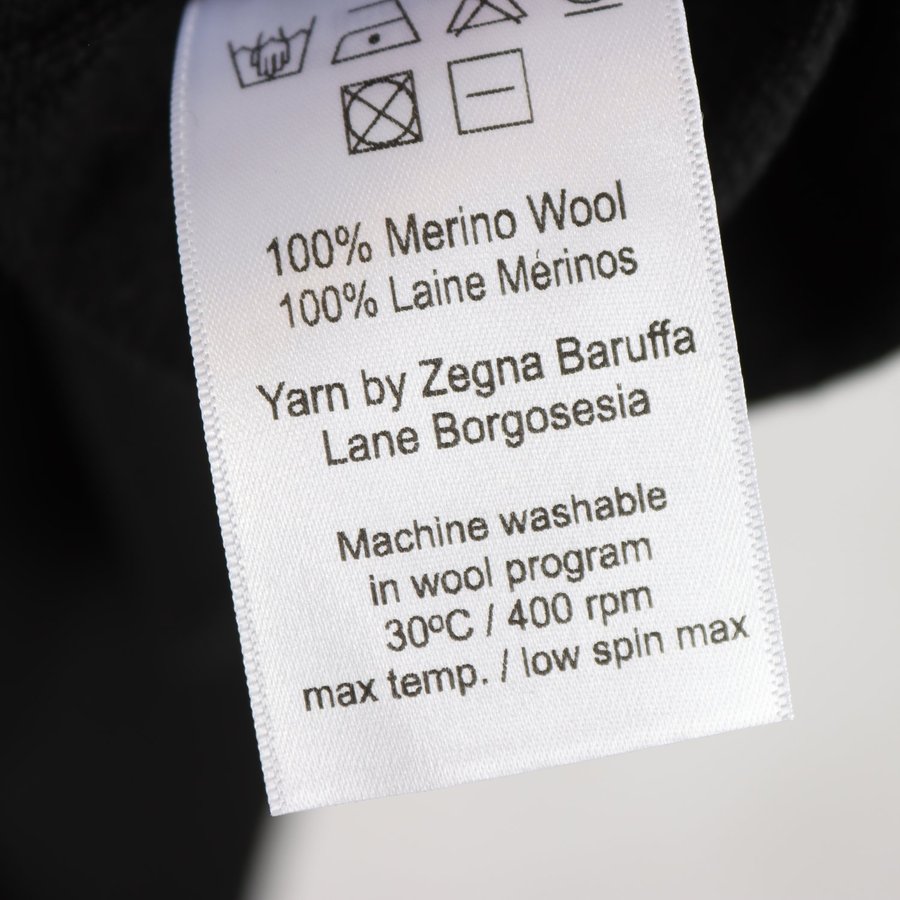 100% Merino Wool
100% Laine Mérinos
Yarn by Zegna Baruffa
Lane Borgosesia
Machine washable
in wool program
30ºC / 400 rpm
max temp. / low spin max